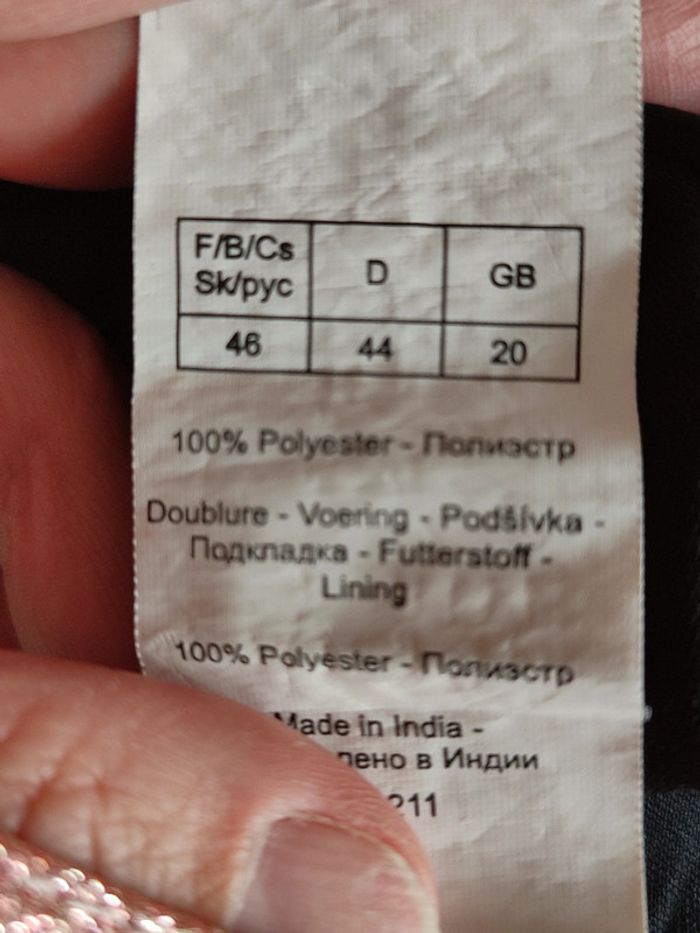 F/B/Cs D GB
Sk/рус
46 44 20
100% Polyester - Полиэстр
Doublure - Voering - Podšívka -
Подкладка - Futterstoff -
Lining
100% Polyester - Полиэстр
Made in India -
в Индии